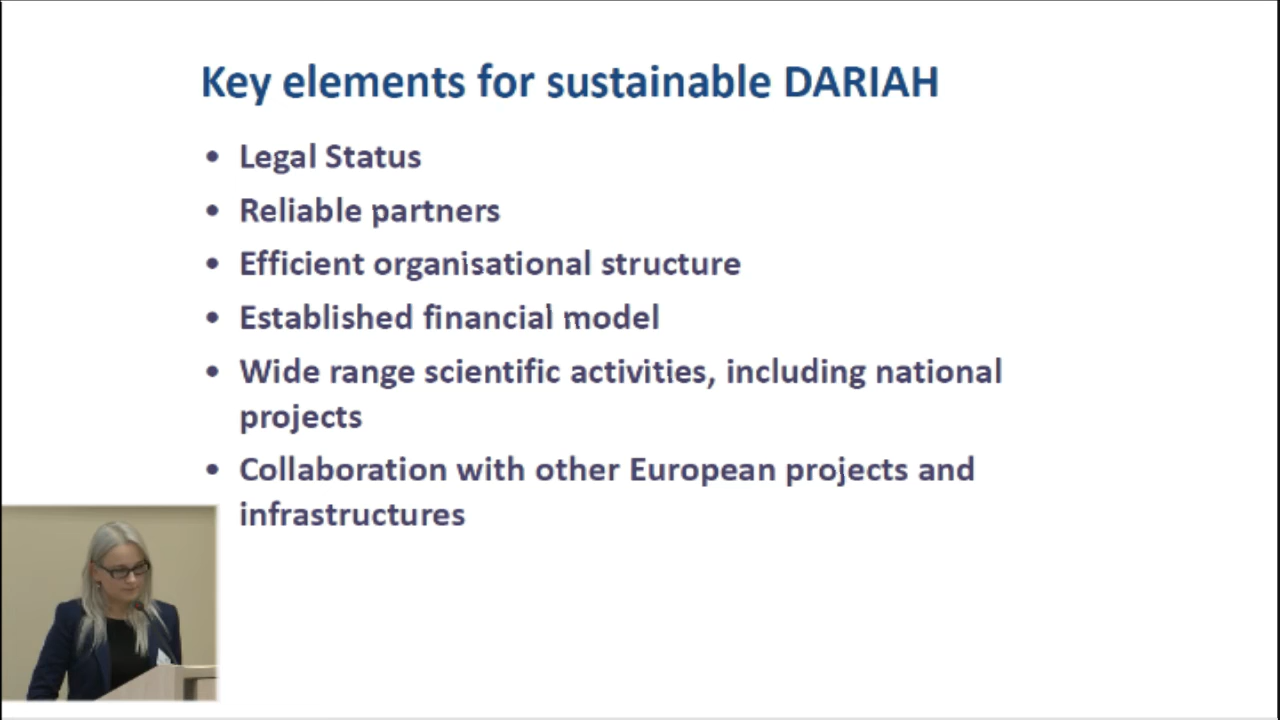 Key elements for sustainable DARIAH
• Legal Status
• Reliable partners
• Efficient organisational structure
• Established financial model
• Wide range scientific activities, including national
projects
• Collaboration with other European projects and
infrastructures